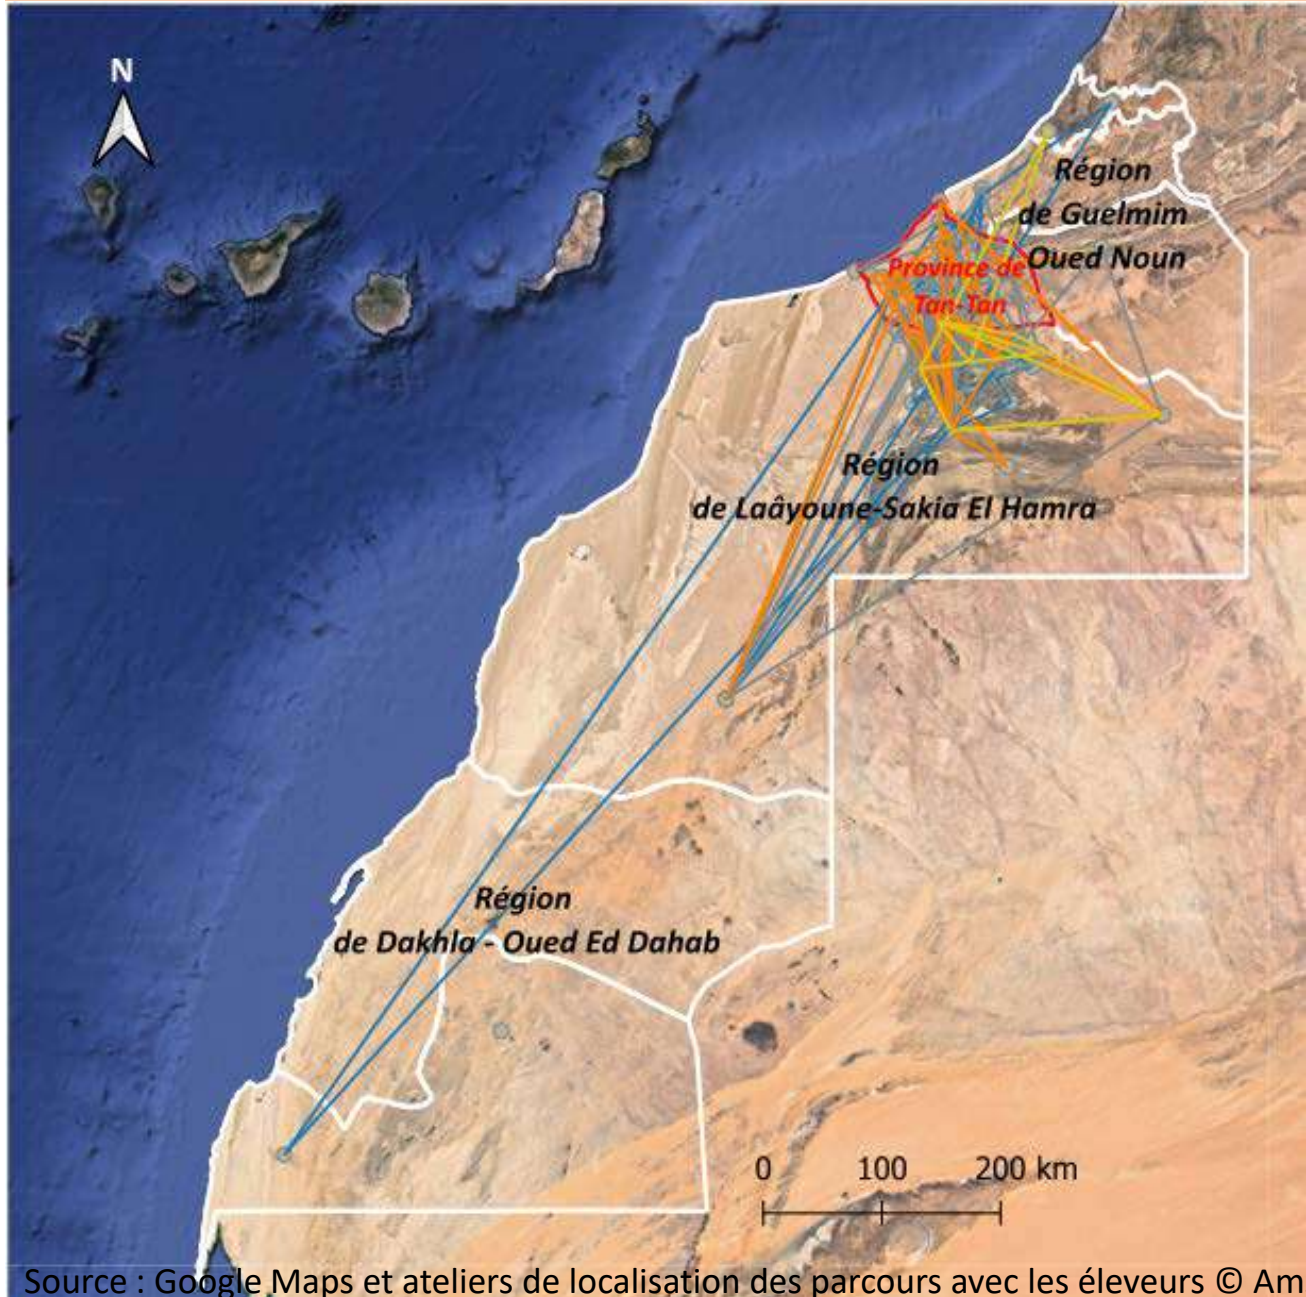 N
Région
de Guelmim
Oued Noun
Province de
Tan-Tan
Région
de Laâyoune-Sakia El Hamra
Région
de Dakhla - Oued Ed Dahab
0 100 200 km
Source : Google Maps et ateliers de localisation des parcours avec les éleveurs © Am